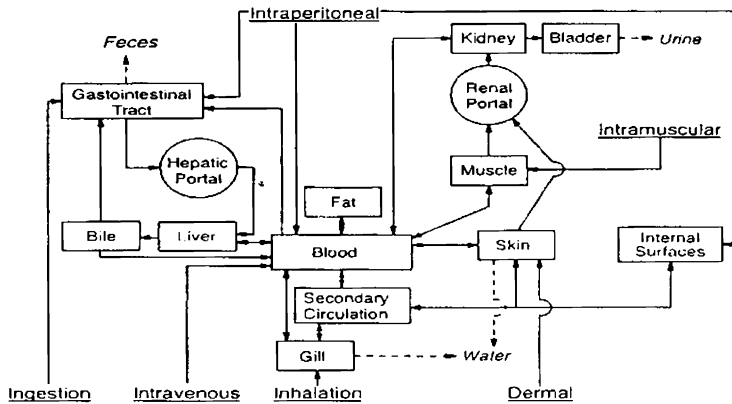 Intraperitoneal
Feces
Kidney
Bladder
Urine
Gastointestinal
Tract
Renal
Portal
Intramuscular
Hepatic
Portal
Muscle
Fat
Bile
Liver
Blood
Skin
Internal
Surfaces
Secondary
Circulation
Gill
Water
Ingestion
Intravenous
Inhalation
Dermal